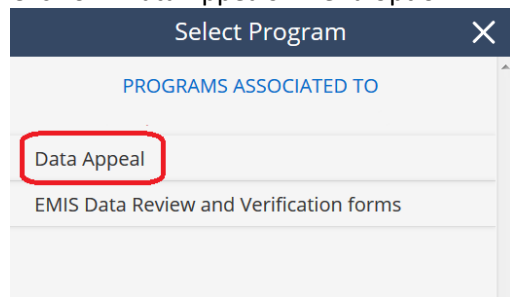 Select Program
PROGRAMS ASSOCIATED TO
Data Appeal
EMIS Data Review and Verification forms